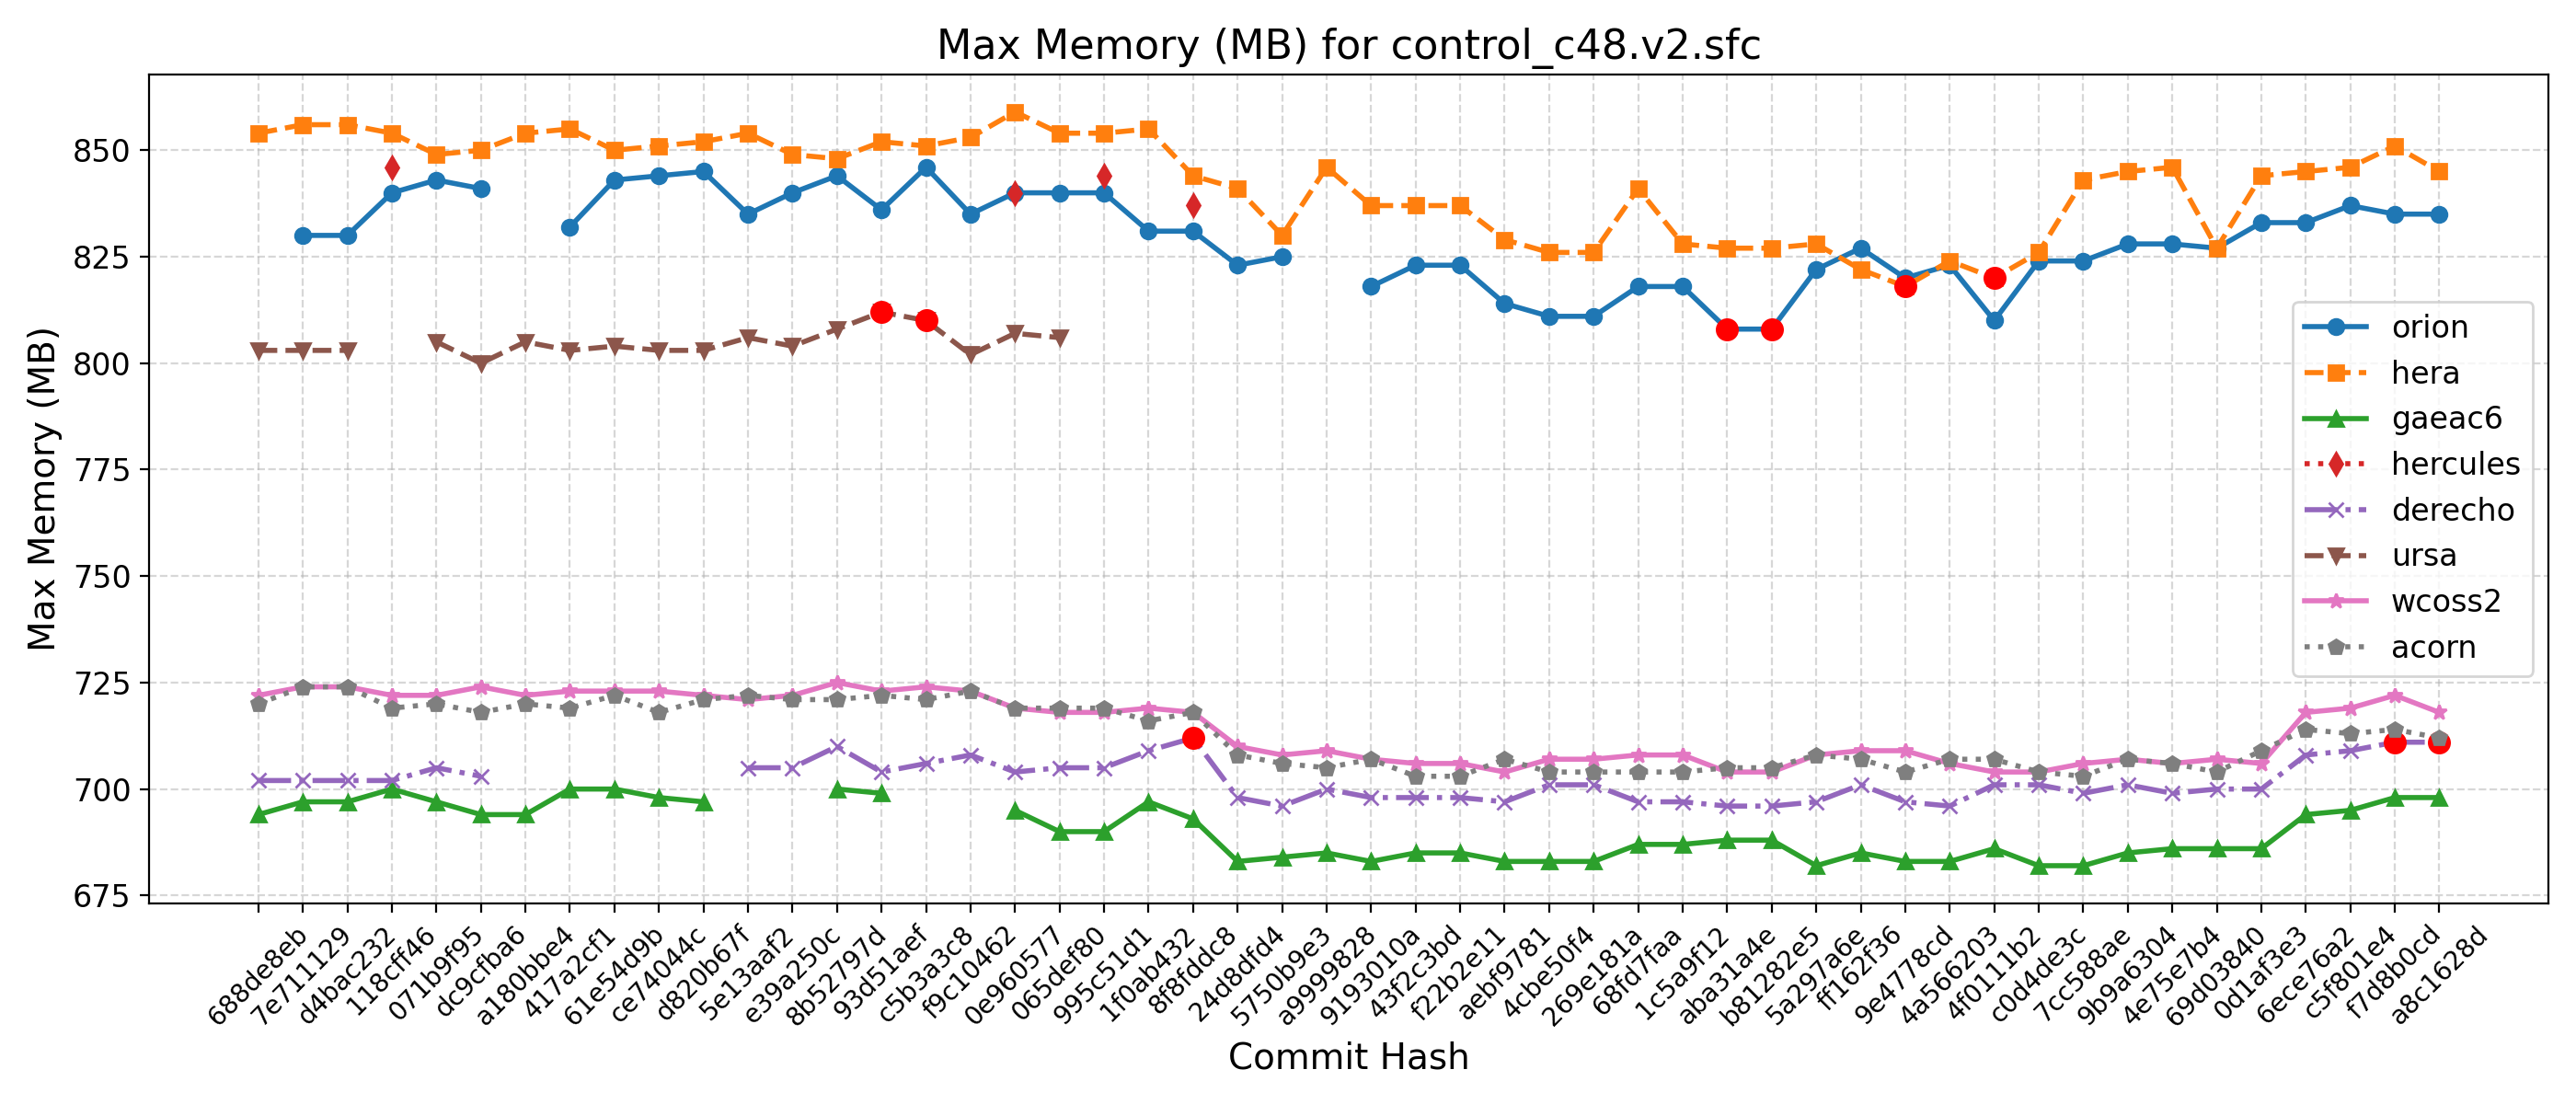 Max Memory (MB) for control_c48.v2.sfc
Max Memory (MB)
850
825
800
775
750
725
700
675
orion
hera
gaeac6
hercules
derecho
ursa
wcoss2
acorn
688de8eb
7e711129
d4bac232
118cff46
071b9f95
dc9cfba6
a180bbe4
417a2cf1
61e54d9b
ce74044c
d820b67f
5e13aaf2
e39a250c
8b52797d
93d51aef
c5b3a3c8
f9c10462
0e960577
065def80
995c51d1
1f0ab432
8f8fddc8
24d8dfd4
5750b9e3
a9999828
9193010a
43f2c3bd
f22b2e11
aebf9781
4cbe50f4
269e181a
68fd7faa
1c5a9f12
aba31a4e
b81282e5
5a297a6e
ff162f36
9e4778cd
4a566203
4f0111b2
c0d4de3c
7cc588ae
9b9a6304
4e75e7b4
69d03840
0d1af3e3
6ece76a2
c5f801e4
f7d8b0cd
a8c1628d
Commit Hash